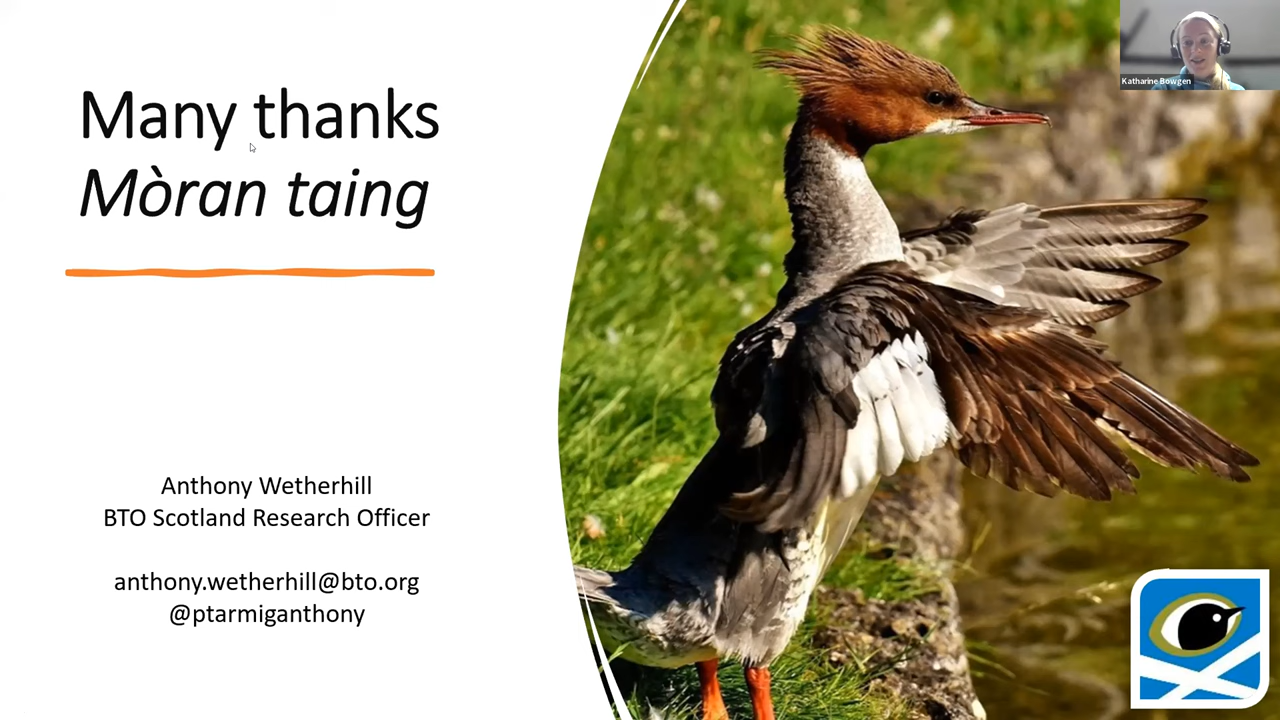 Many thanks
Mòran taing
Anthony Wetherhill
BTO Scotland Research Officer
anthony.wetherhill@bto.org
@ptarmiganthony
Katharine Bowgen